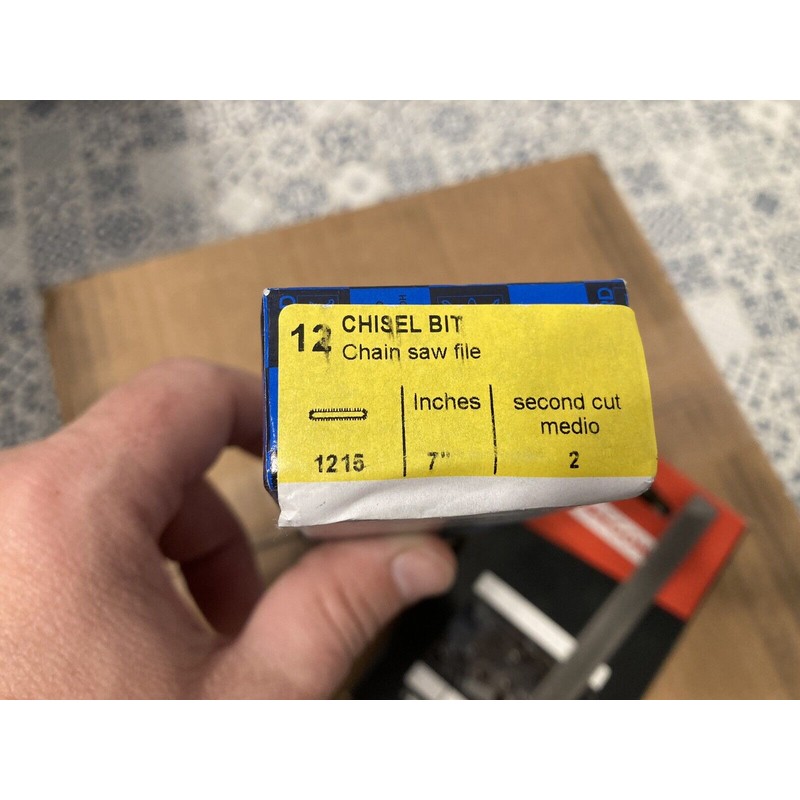 12 CHISEL BIT
Chain saw file
Inches
second cut
medio
1215
7"
2